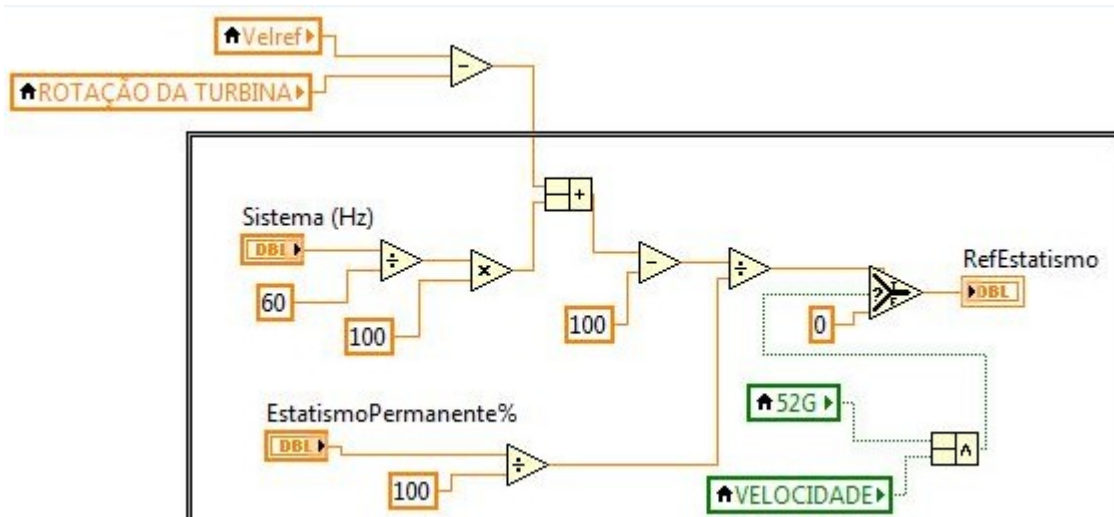 Velref
ROTAÇÃO DA TURBINA
-
+
Sistema (Hz)
DBL
÷
×
60
100
-
100
÷
?
0
RefEstatismo
DBL
EstatismoPermanente%
DBL
÷
100
52G
VELOCIDADE